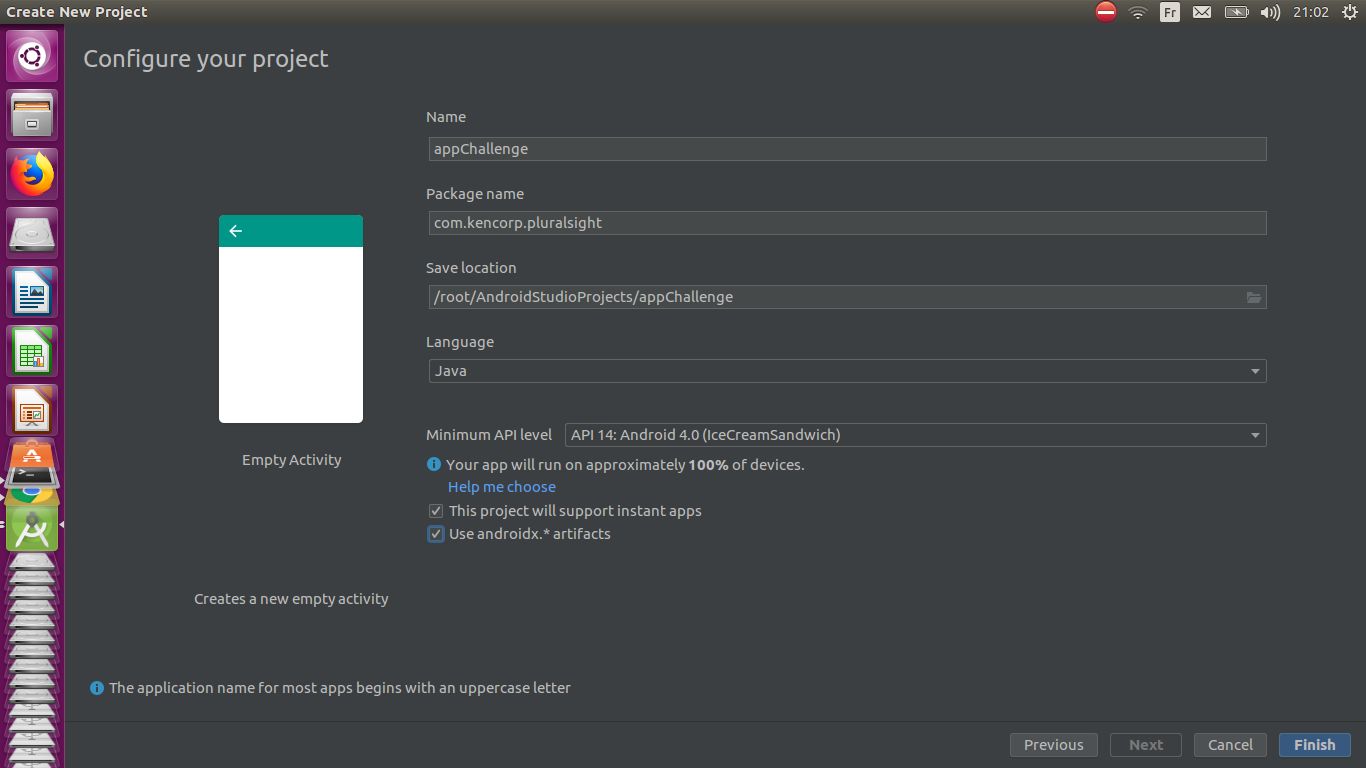 Create New Project
Fr
21:02
Configure your project
Name
appChallenge
Package name
com.kencorp.pluralsight
Save location
/root/AndroidStudioProjects/appChallenge
Language
Java
Minimum API level API 14: Android 4.0 (IceCreamSandwich)
Your app will run on approximately 100% of devices.
Help me choose
This project will support instant apps
Use androidx.* artifacts
Empty Activity
Creates a new empty activity
The application name for most apps begins with an uppercase letter
Previous
Next
Cancel
Finish